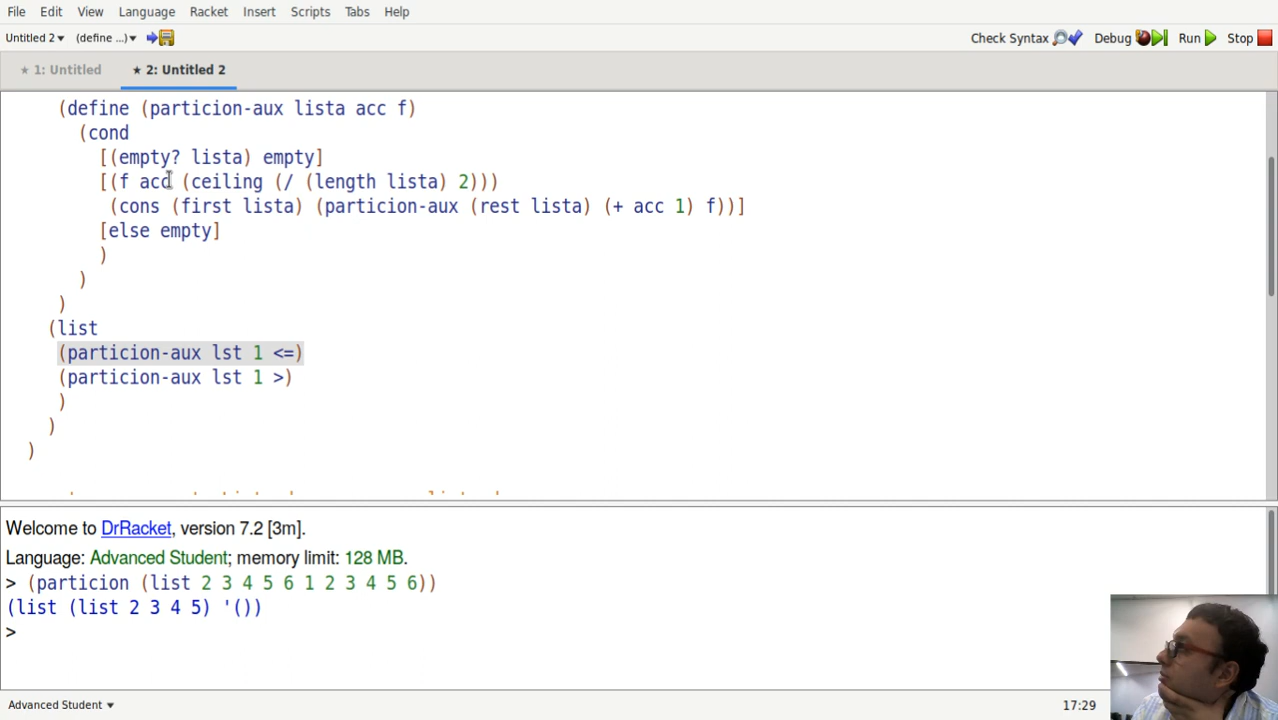 File Edit View Language Racket Insert Scripts Tabs Help
Untitled 2▾ (define ...)▾ Check Syntax Debug Run Stop
★ 1: Untitled ★ 2: Untitled 2
(define (particion-aux lista acc f)
(cond
[(empty? lista) empty]
[(f acc (ceiling (/ (length lista) 2)))
(cons (first lista) (particion-aux (rest lista) (+ acc 1) f))]
[else empty]
)
)
)
(list
(particion-aux lst 1 <=)
(particion-aux lst 1 >)
)
)
)
Welcome to DrRacket, version 7.2 [3m].
Language: Advanced Student; memory limit: 128 MB.
> (particion (list 2 3 4 5 6 1 2 3 4 5 6))
(list (list 2 3 4 5) '())
>
Advanced Student▾ 17:29